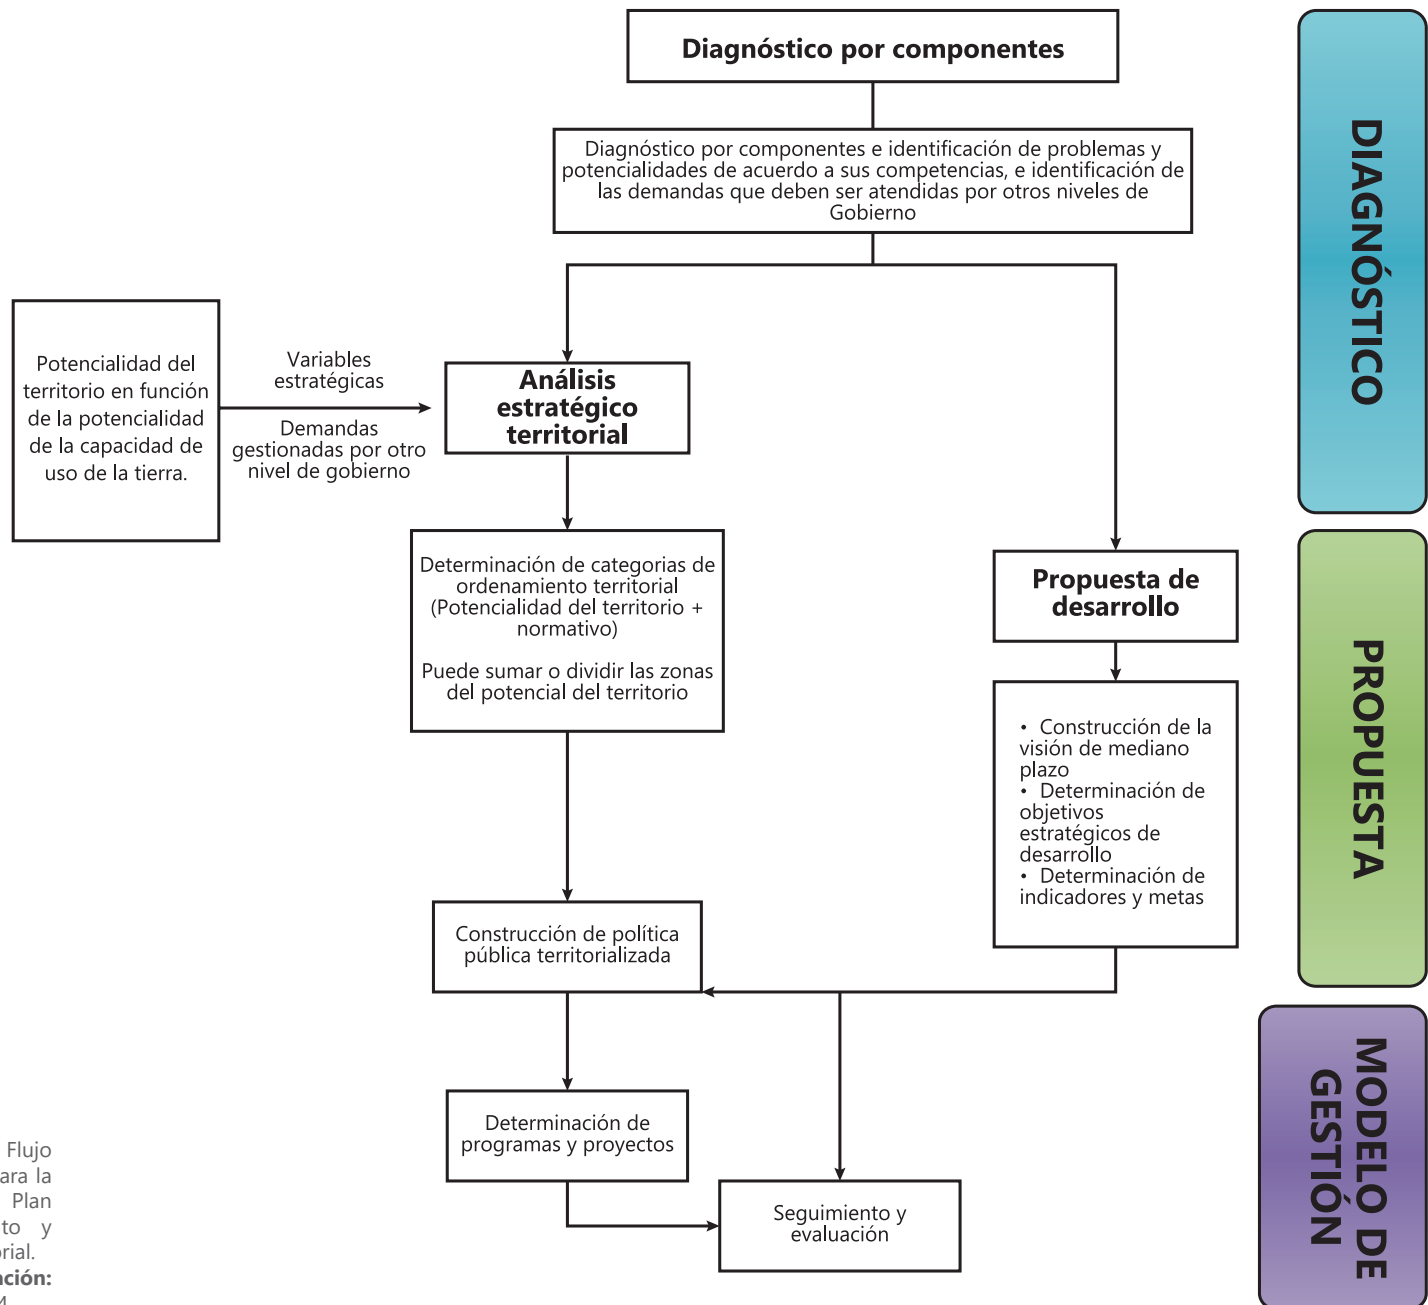 Diagnóstico por componentes
Diagnóstico por componentes e identificación de problemas y
potencialidades de acuerdo a sus competencias, e identificación de
las demandas que deben ser atendidas por otros niveles de
Gobierno
Potencialidad del
territorio en función
de la potencialidad
de la capacidad de
uso de la tierra.
Variables
estratégicas
Demandas
gestionadas por otro
nivel de gobierno
Análisis
estratégico
territorial
Determinación de categorias de
ordenamiento territorial
(Potencialidad del territorio +
normativo)
Puede sumar o dividir las zonas
del potencial del territorio
Propuesta de
desarrollo
• Construcción de la
visión de mediano
plazo
• Determinación de
objetivos
estratégicos de
desarrollo
• Determinación de
indicadores y metas
Construcción de política
pública territorializada
Determinación de
programas y proyectos
Seguimiento y
evaluación
DIAGNÓSTICO
PROPUESTA
MODELO DE
GESTIÓN
Flujo
ara la
Plan
to y
orial.
ación: